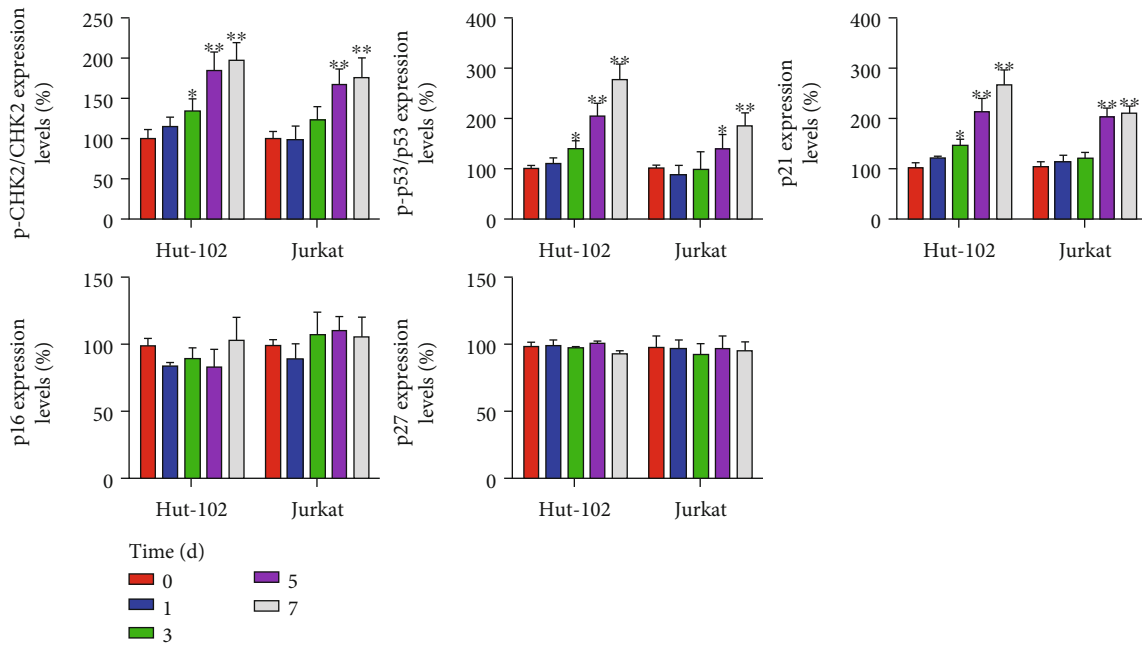 p-CHK2/CHK2 expression
levels (%)
250
200
150
100
50
0
*
**
**
**
**
Hut-102
Jurkat
p-p53/p53 expression
levels (%)
400
300
200
100
0
*
**
**
*
**
Hut-102
Jurkat
p21 expression
levels (%)
400
300
200
100
0
*
**
**
**
**
Hut-102
Jurkat
p16 expression
levels (%)
150
100
50
0
Hut-102
Jurkat
p27 expression
levels (%)
150
100
50
0
Hut-102
Jurkat
Time (d)
0
1
3
5
7